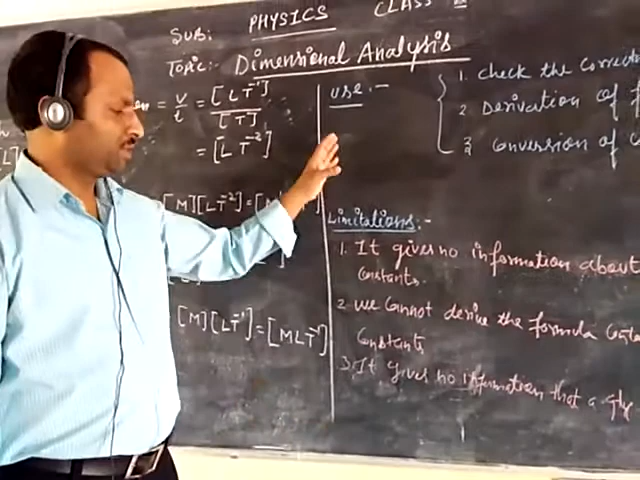 SUB: PHYSICS CLASS
TOPIC:- Dimensional Analysis
= V/t = [LT⁻¹]/[T]
= [LT⁻²]
[M][LT⁻²] = [M
[M][LT⁻¹] = [MLT⁻¹]
use:-
1. check the Correctn
2. Derivation of f
3. Conversion of
Limitations:-
1. It gives no information about
Constants.
2. we Cannot derive the formula
Constants
3. It gives no information that a qty